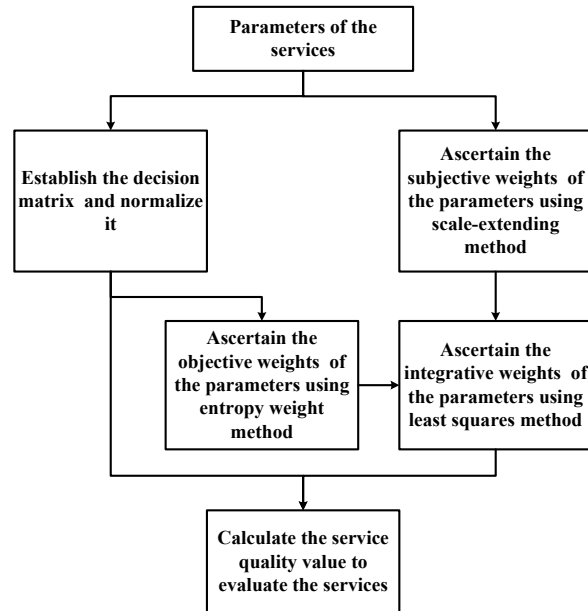 Parameters of the
services
Establish the decision
matrix and normalize
it
Ascertain the
subjective weights of
the parameters using
scale-extending
method
Ascertain the
objective weights of
the parameters using
entropy weight
method
Ascertain the
integrative weights of
the parameters using
least squares method
Calculate the service
quality value to
evaluate the services